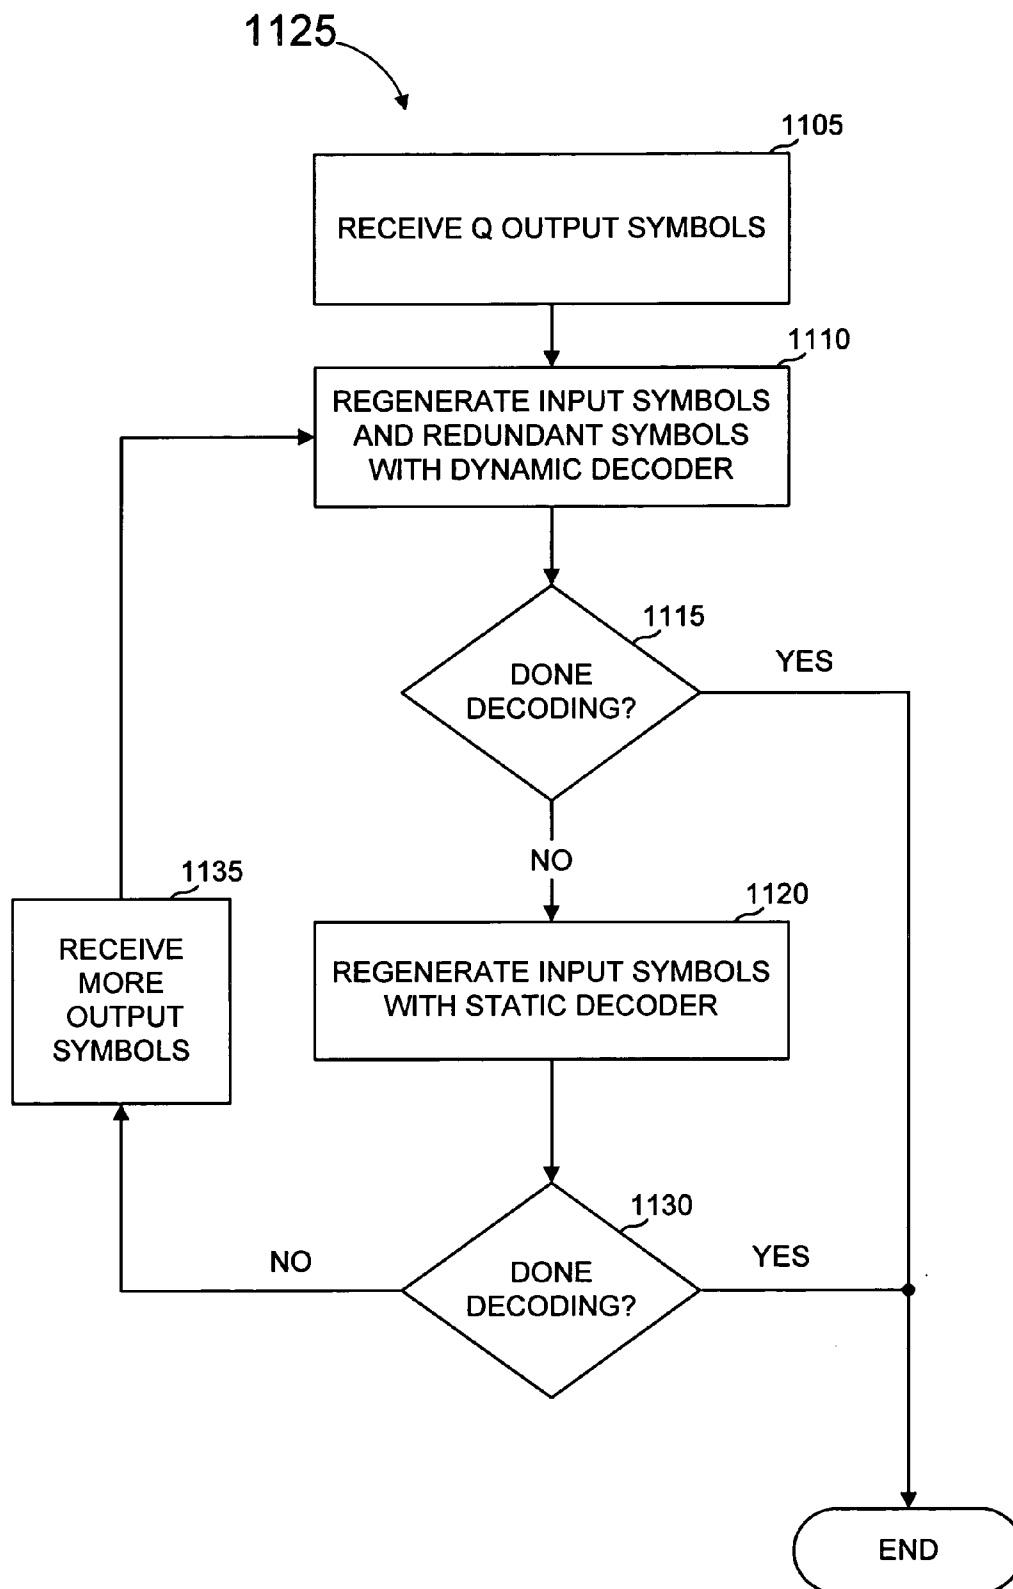 1125
1105
RECEIVE Q OUTPUT SYMBOLS
1110
REGENERATE INPUT SYMBOLS
AND REDUNDANT SYMBOLS
WITH DYNAMIC DECODER
1115
DONE
DECODING?
YES
NO
1135
RECEIVE
MORE
OUTPUT
SYMBOLS
1120
REGENERATE INPUT SYMBOLS
WITH STATIC DECODER
1130
DONE
DECODING?
NO
YES
END